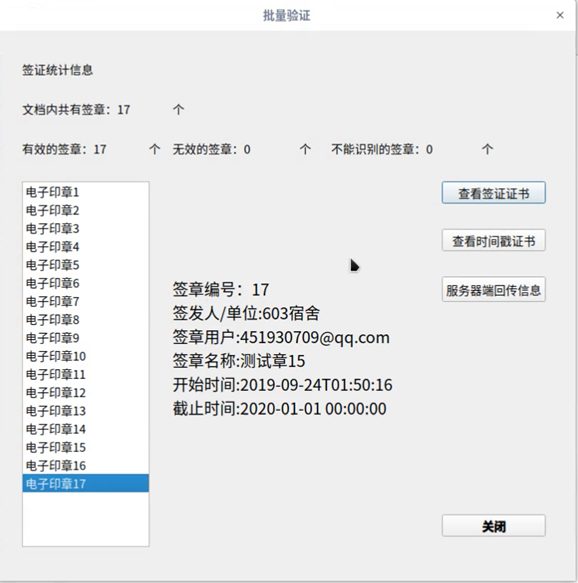 批量验证
×
签证统计信息
文档内共有签章：17 个
有效的签章：17 个 无效的签章：0 个 不能识别的签章：0 个
电子印章1
电子印章2
电子印章3
电子印章4
电子印章5
电子印章6
电子印章7
电子印章8
电子印章9
电子印章10
电子印章11
电子印章12
电子印章13
电子印章14
电子印章15
电子印章16
电子印章17
签章编号：17
签发人/单位:603宿舍
签章用户:451930709@qq.com
签章名称:测试章15
开始时间:2019-09-24T01:50:16
截止时间:2020-01-01 00:00:00
查看签证证书
查看时间戳证书
服务器端回传信息
关闭